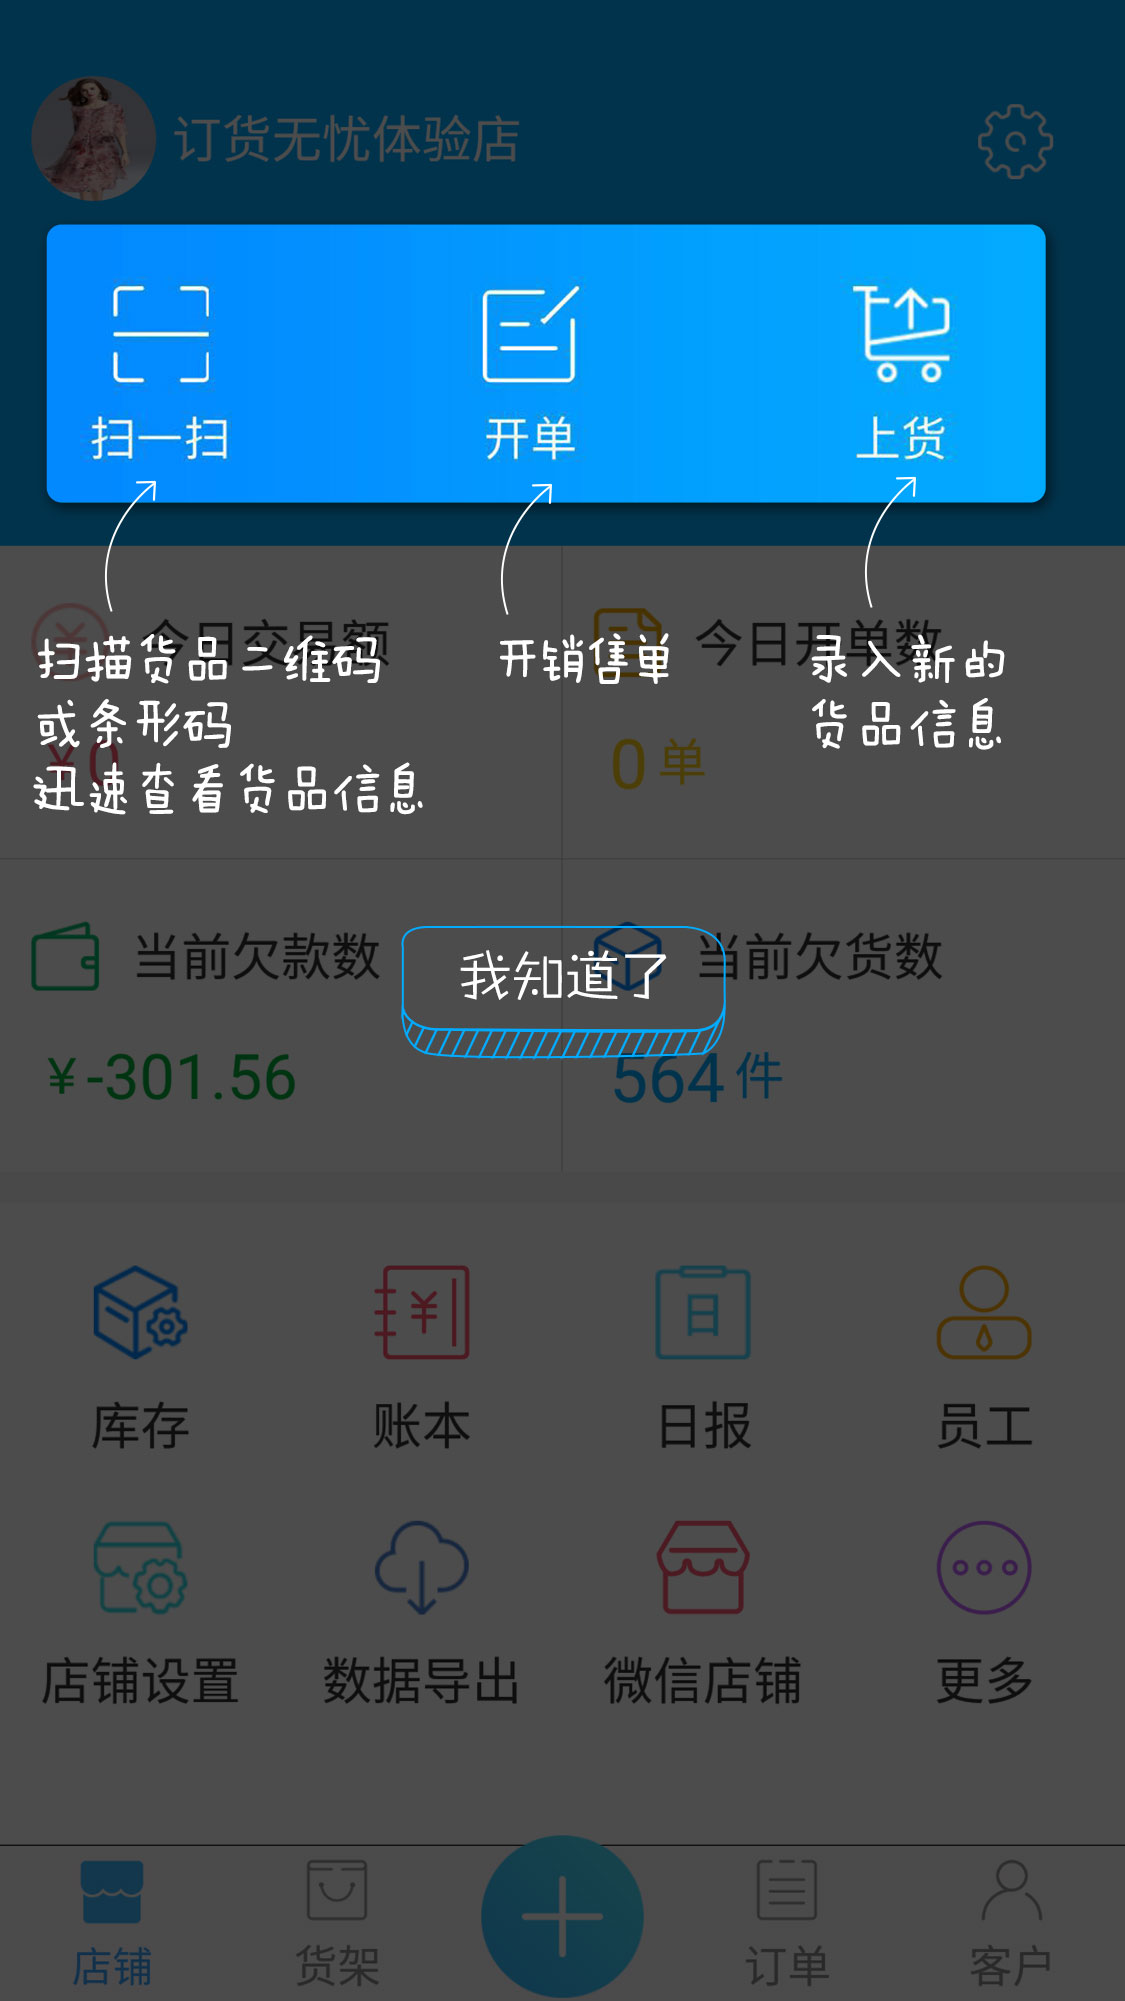 订货无忧体验店
扫一扫
开单
上货
今日交易额
今日开单数
扫描货品二维码
或条形码
迅速查看货品信息
开销售单
录入新的
货品信息
¥0
0单
当前欠款数
当前欠货数
我知道了
¥-301.56
564件
库存
账本
日报
员工
店铺设置
数据导出
微信店铺
更多
店铺
货架
订单
客户